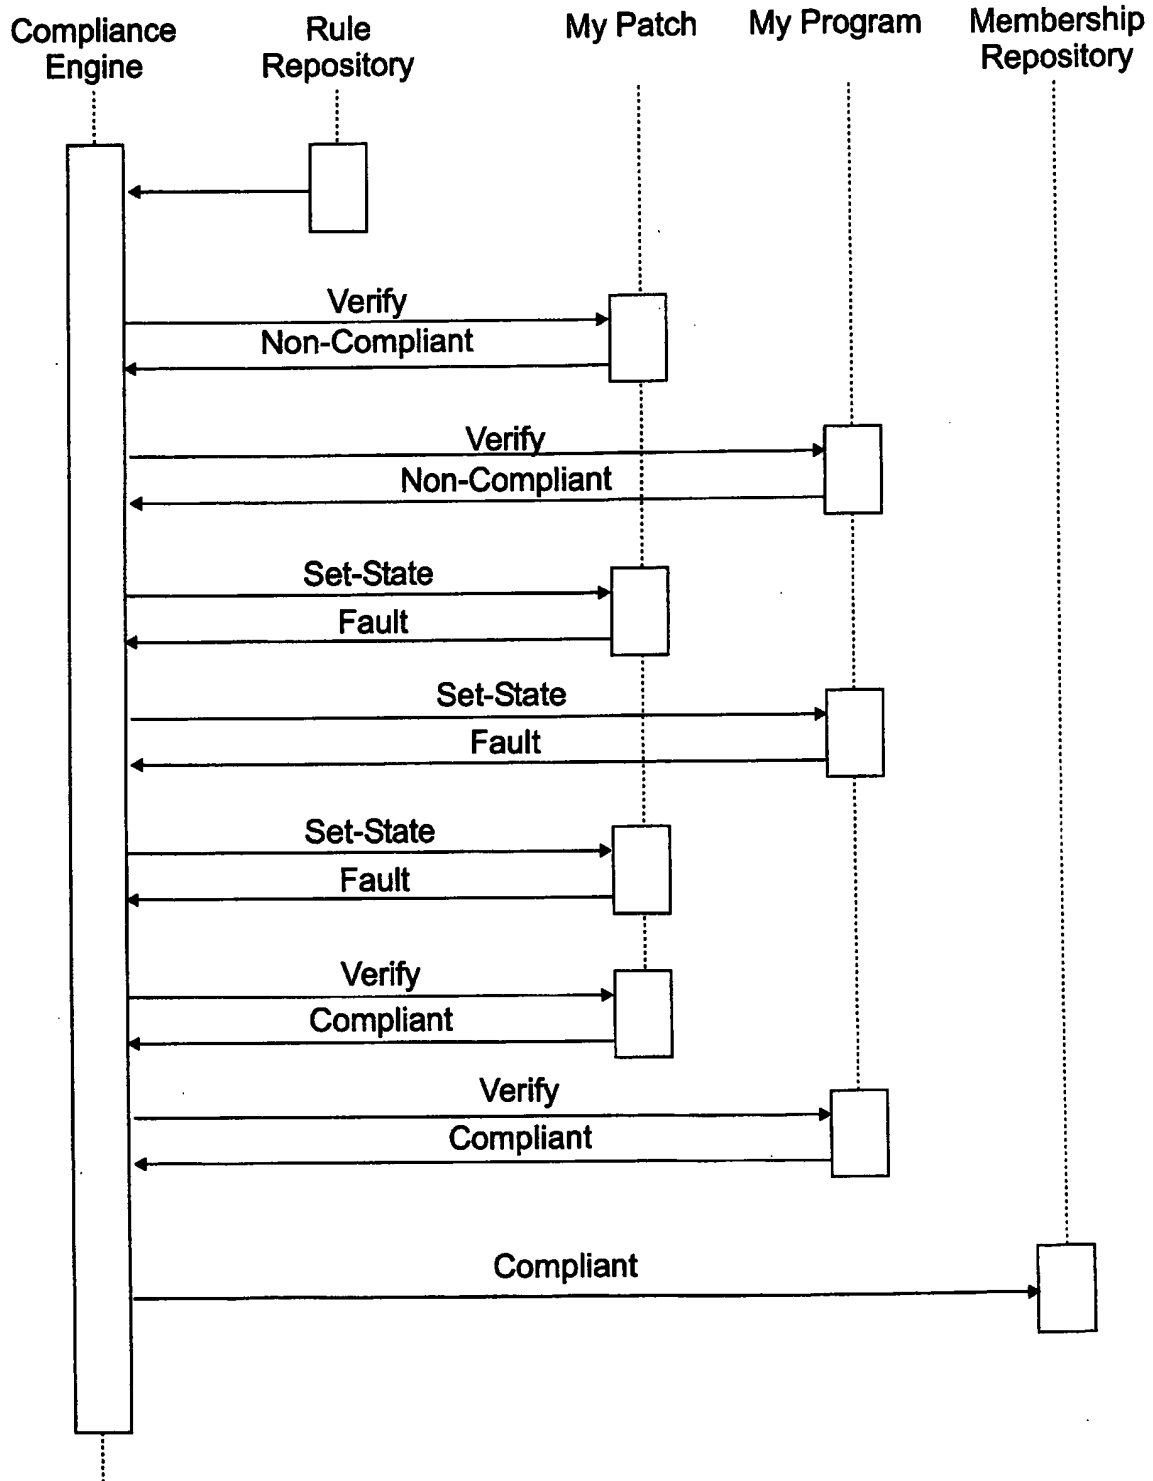 Compliance
Engine
Rule
Repository
My Patch
My Program
Membership
Repository
Verify
Non-Compliant
Verify
Non-Compliant
Set-State
Fault
Set-State
Fault
Set-State
Fault
Verify
Compliant
Verify
Compliant
Compliant